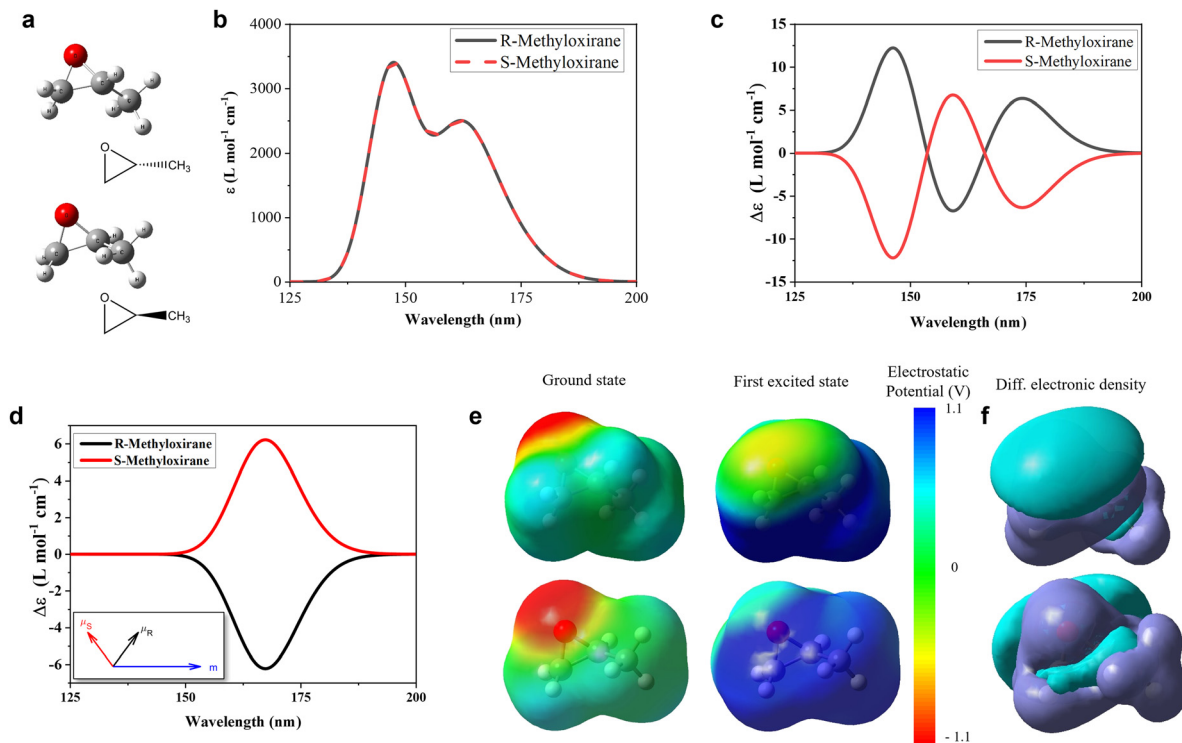 a
H
H
C
C
H
C
H
H
H
O
CH₃
H
H
C
C
H
H
C
H
H
O
CH₃
b
4000
3000
2000
1000
0
ε (L mol⁻¹ cm⁻¹)
R-Methyloxirane
S-Methyloxirane
125
150
175
200
Wavelength (nm)
c
15
10
5
0
-5
-10
-15
Δε (L mol⁻¹ cm⁻¹)
R-Methyloxirane
S-Methyloxirane
125
150
175
200
Wavelength (nm)
d
6
4
2
0
-2
-4
-6
Δε (L mol⁻¹ cm⁻¹)
R-Methyloxirane
S-Methyloxirane
μS
μR
m
125
150
175
200
Wavelength (nm)
e
Ground state
First excited state
Electrostatic
Potential (V)
1.1
0
- 1.1
f
Diff. electronic density